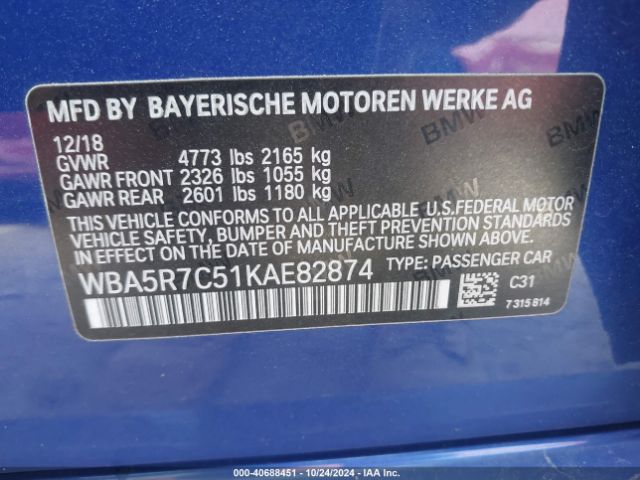 MFD BY BAYERISCHE MOTOREN WERKE AG
12/18
GVWR 4773 lbs 2165 kg
GAWR FRONT 2326 lbs 1055 kg
GAWR REAR 2601 lbs 1180 kg
THIS VEHICLE CONFORMS TO ALL APPLICABLE U.S.FEDERAL MOTOR
VEHICLE SAFETY, BUMPER AND THEFT PREVENTION STANDARDS
IN EFFECT ON THE DATE OF MANUFACTURE SHOWN ABOVE.
WBA5R7C51KAE82874 TYPE: PASSENGER CAR
C31
7315814
BMW
BMW
000-40688451 | 10/24/2024 | IAA, Inc.